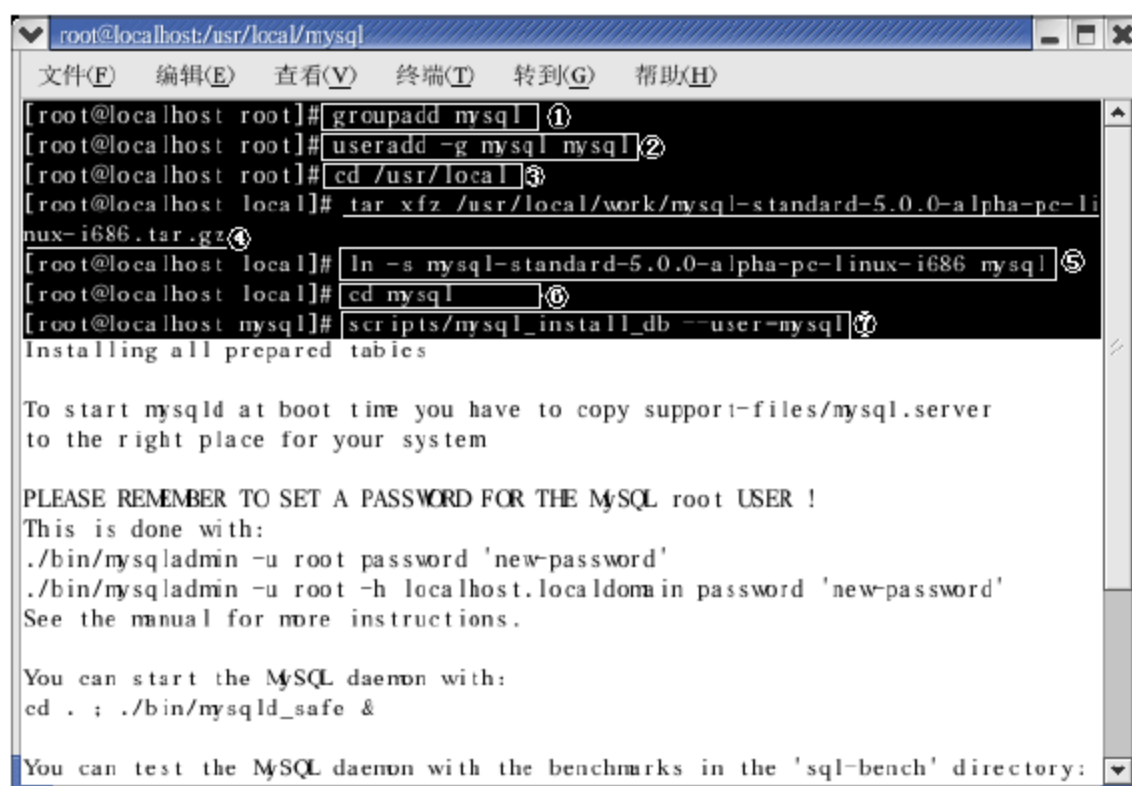 root@localhost:/usr/local/mysql
文件(F) 编辑(E) 查看(V) 终端(T) 转到(G) 帮助(H)
[root@localhost root]# groupadd mysql ①
[root@localhost root]# useradd -g mysql mysql ②
[root@localhost root]# cd /usr/local ③
[root@localhost local]# tar xfz /usr/local/work/mysql-standard-5.0.0-alpha-pc-li
nux-i686.tar.gz ④
[root@localhost local]# ln -s mysql-standard-5.0.0-alpha-pc-linux-i686 mysql ⑤
[root@localhost local]# cd mysql ⑥
[root@localhost mysql]# scripts/mysql_install_db --user=mysql ⑦
Installing all prepared tables
To start mysqld at boot time you have to copy support-files/mysql.server
to the right place for your system
PLEASE REMEMBER TO SET A PASSWORD FOR THE MySQL root USER !
This is done with:
./bin/mysqladmin -u root password 'new-password'
./bin/mysqladmin -u root -h localhost.localdomain password 'new-password'
See the manual for more instructions.
You can start the MySQL daemon with:
cd . ; ./bin/mysqld_safe &
You can test the MySQL daemon with the benchmarks in the 'sql-bench' directory: